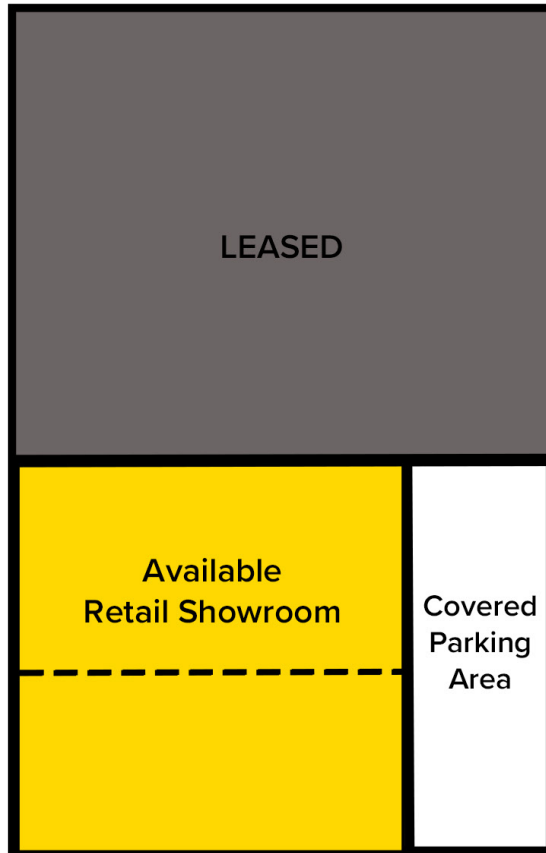 LEASED
Available
Retail Showroom
Covered
Parking
Area